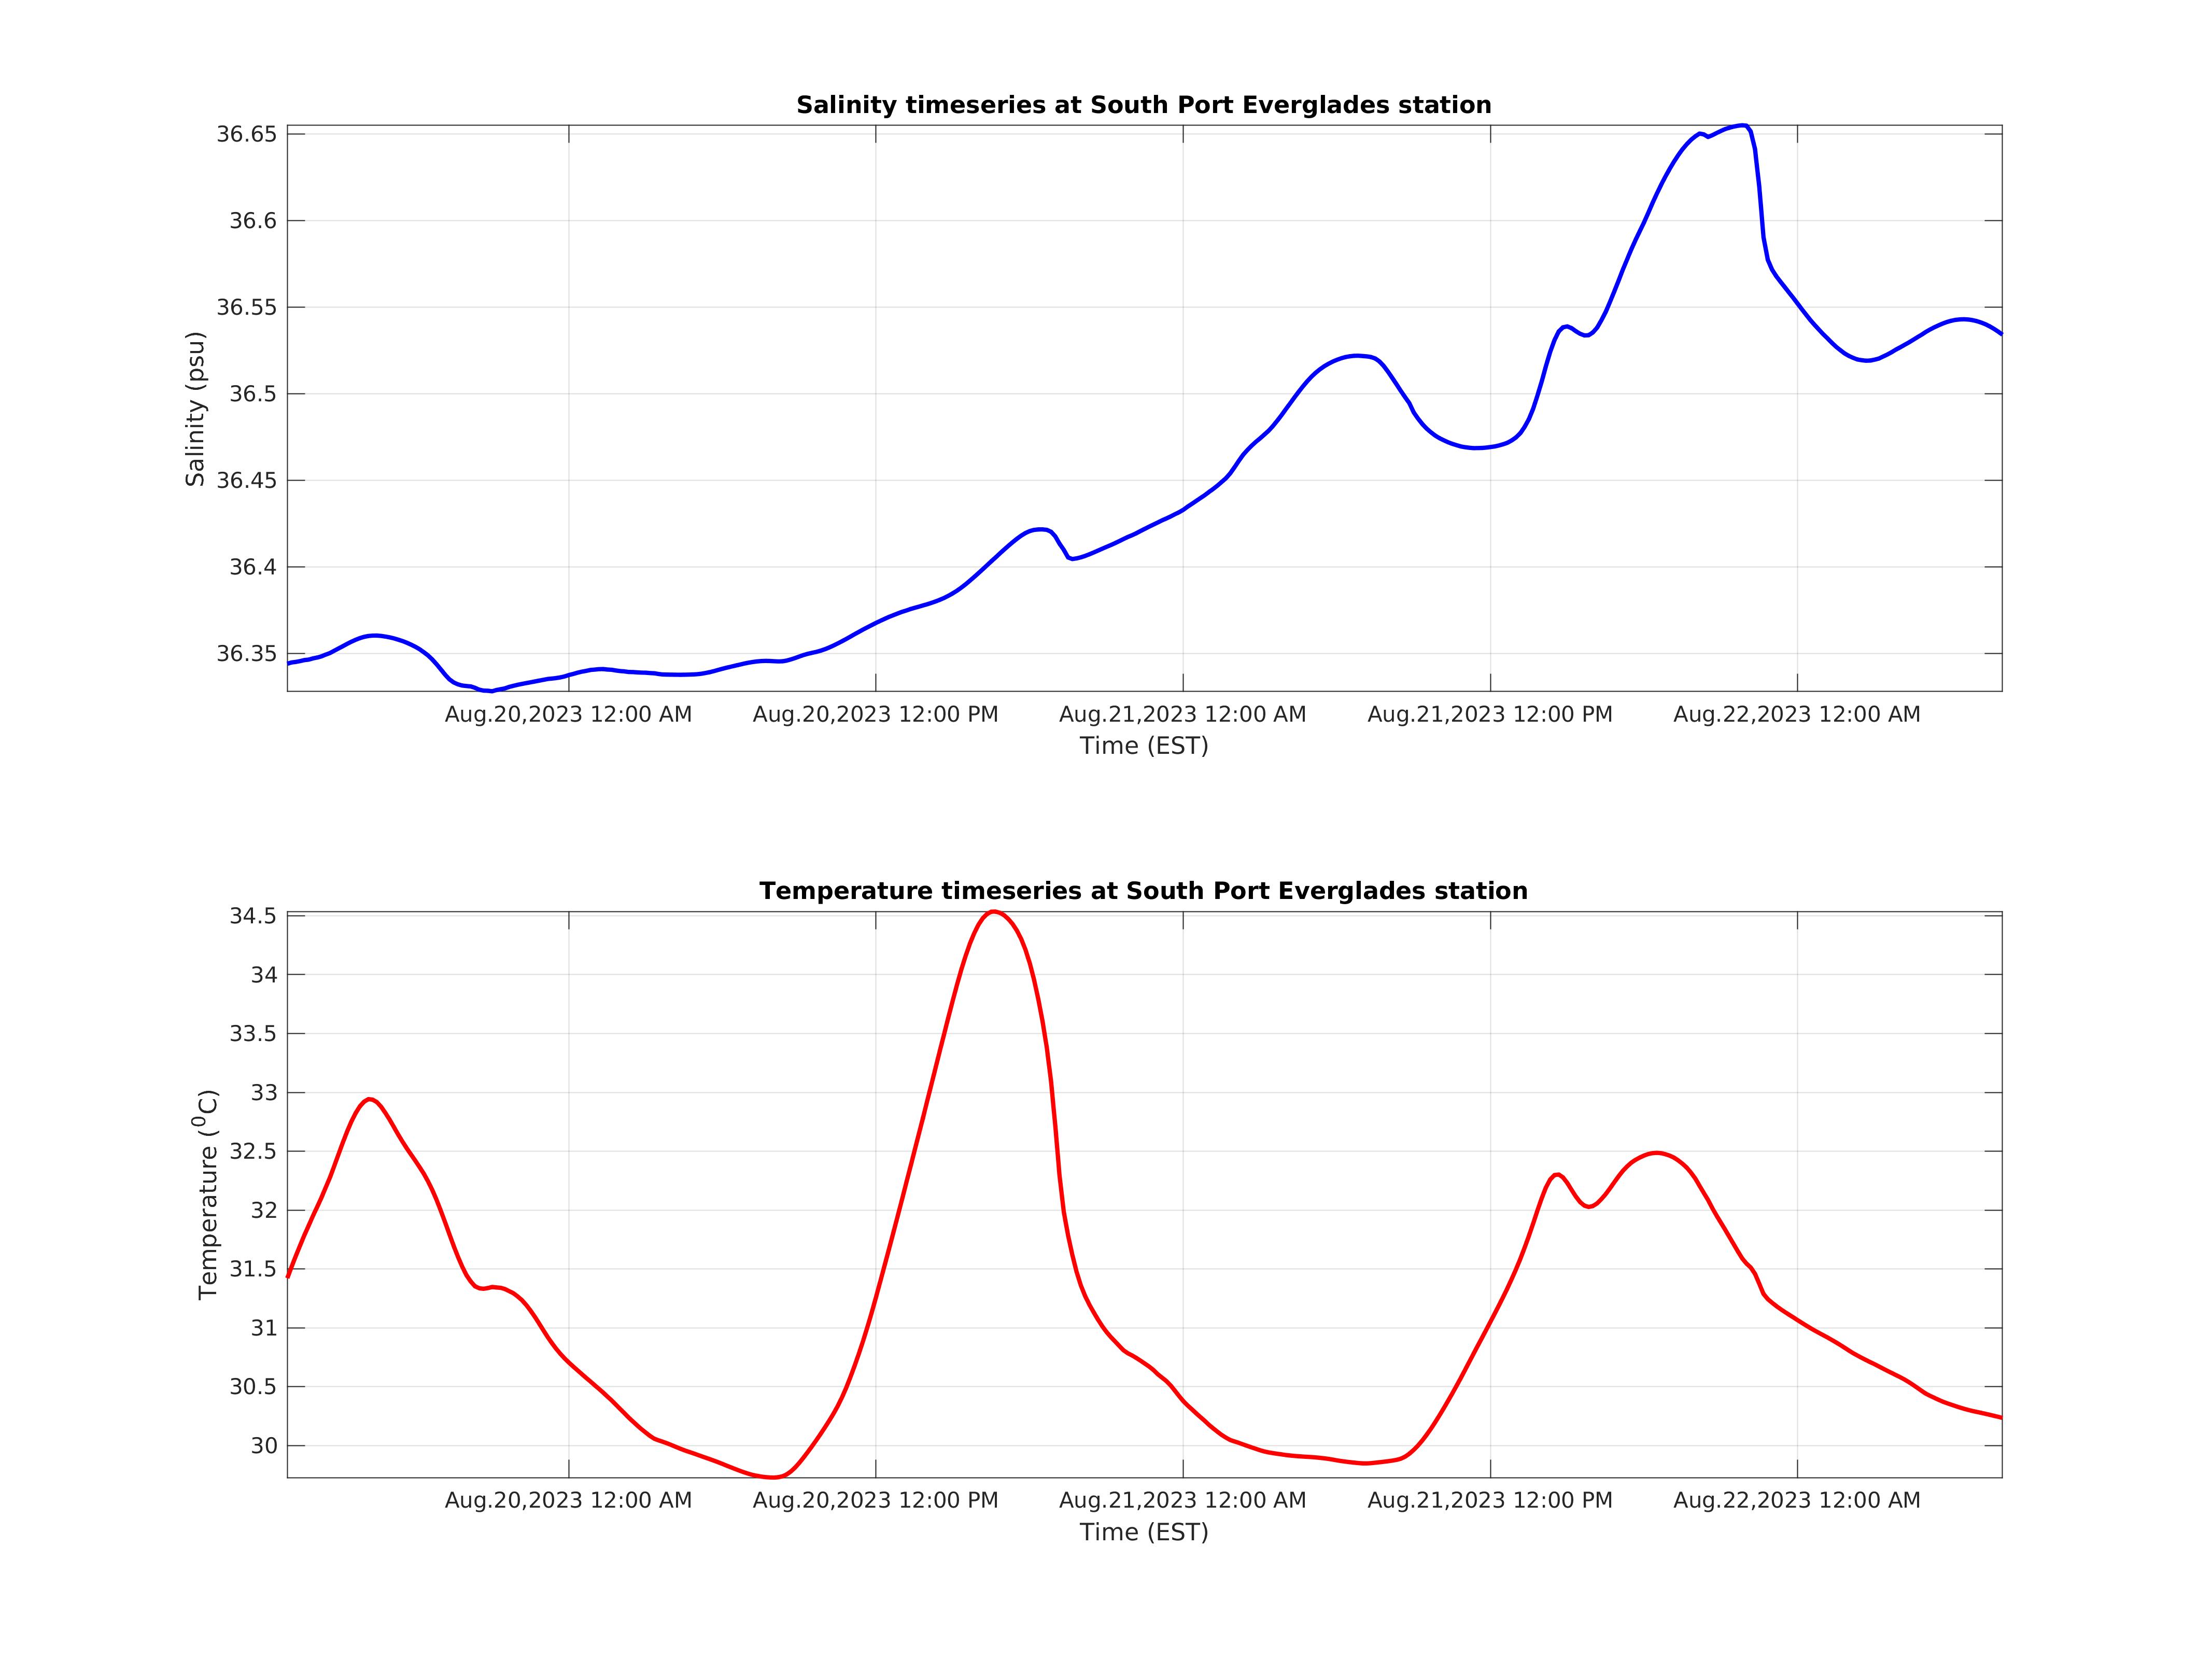 Salinity timeseries at South Port Everglades station
36.65
36.6
36.55
36.5
36.45
36.4
36.35
Salinity (psu)
Aug.20,2023 12:00 AM Aug.20,2023 12:00 PM Aug.21,2023 12:00 AM Aug.21,2023 12:00 PM Aug.22,2023 12:00 AM
Time (EST)
Temperature timeseries at South Port Everglades station
34.5
34
33.5
33
32.5
32
31.5
31
30.5
30
Temperature (⁰C)
Aug.20,2023 12:00 AM Aug.20,2023 12:00 PM Aug.21,2023 12:00 AM Aug.21,2023 12:00 PM Aug.22,2023 12:00 AM
Time (EST)